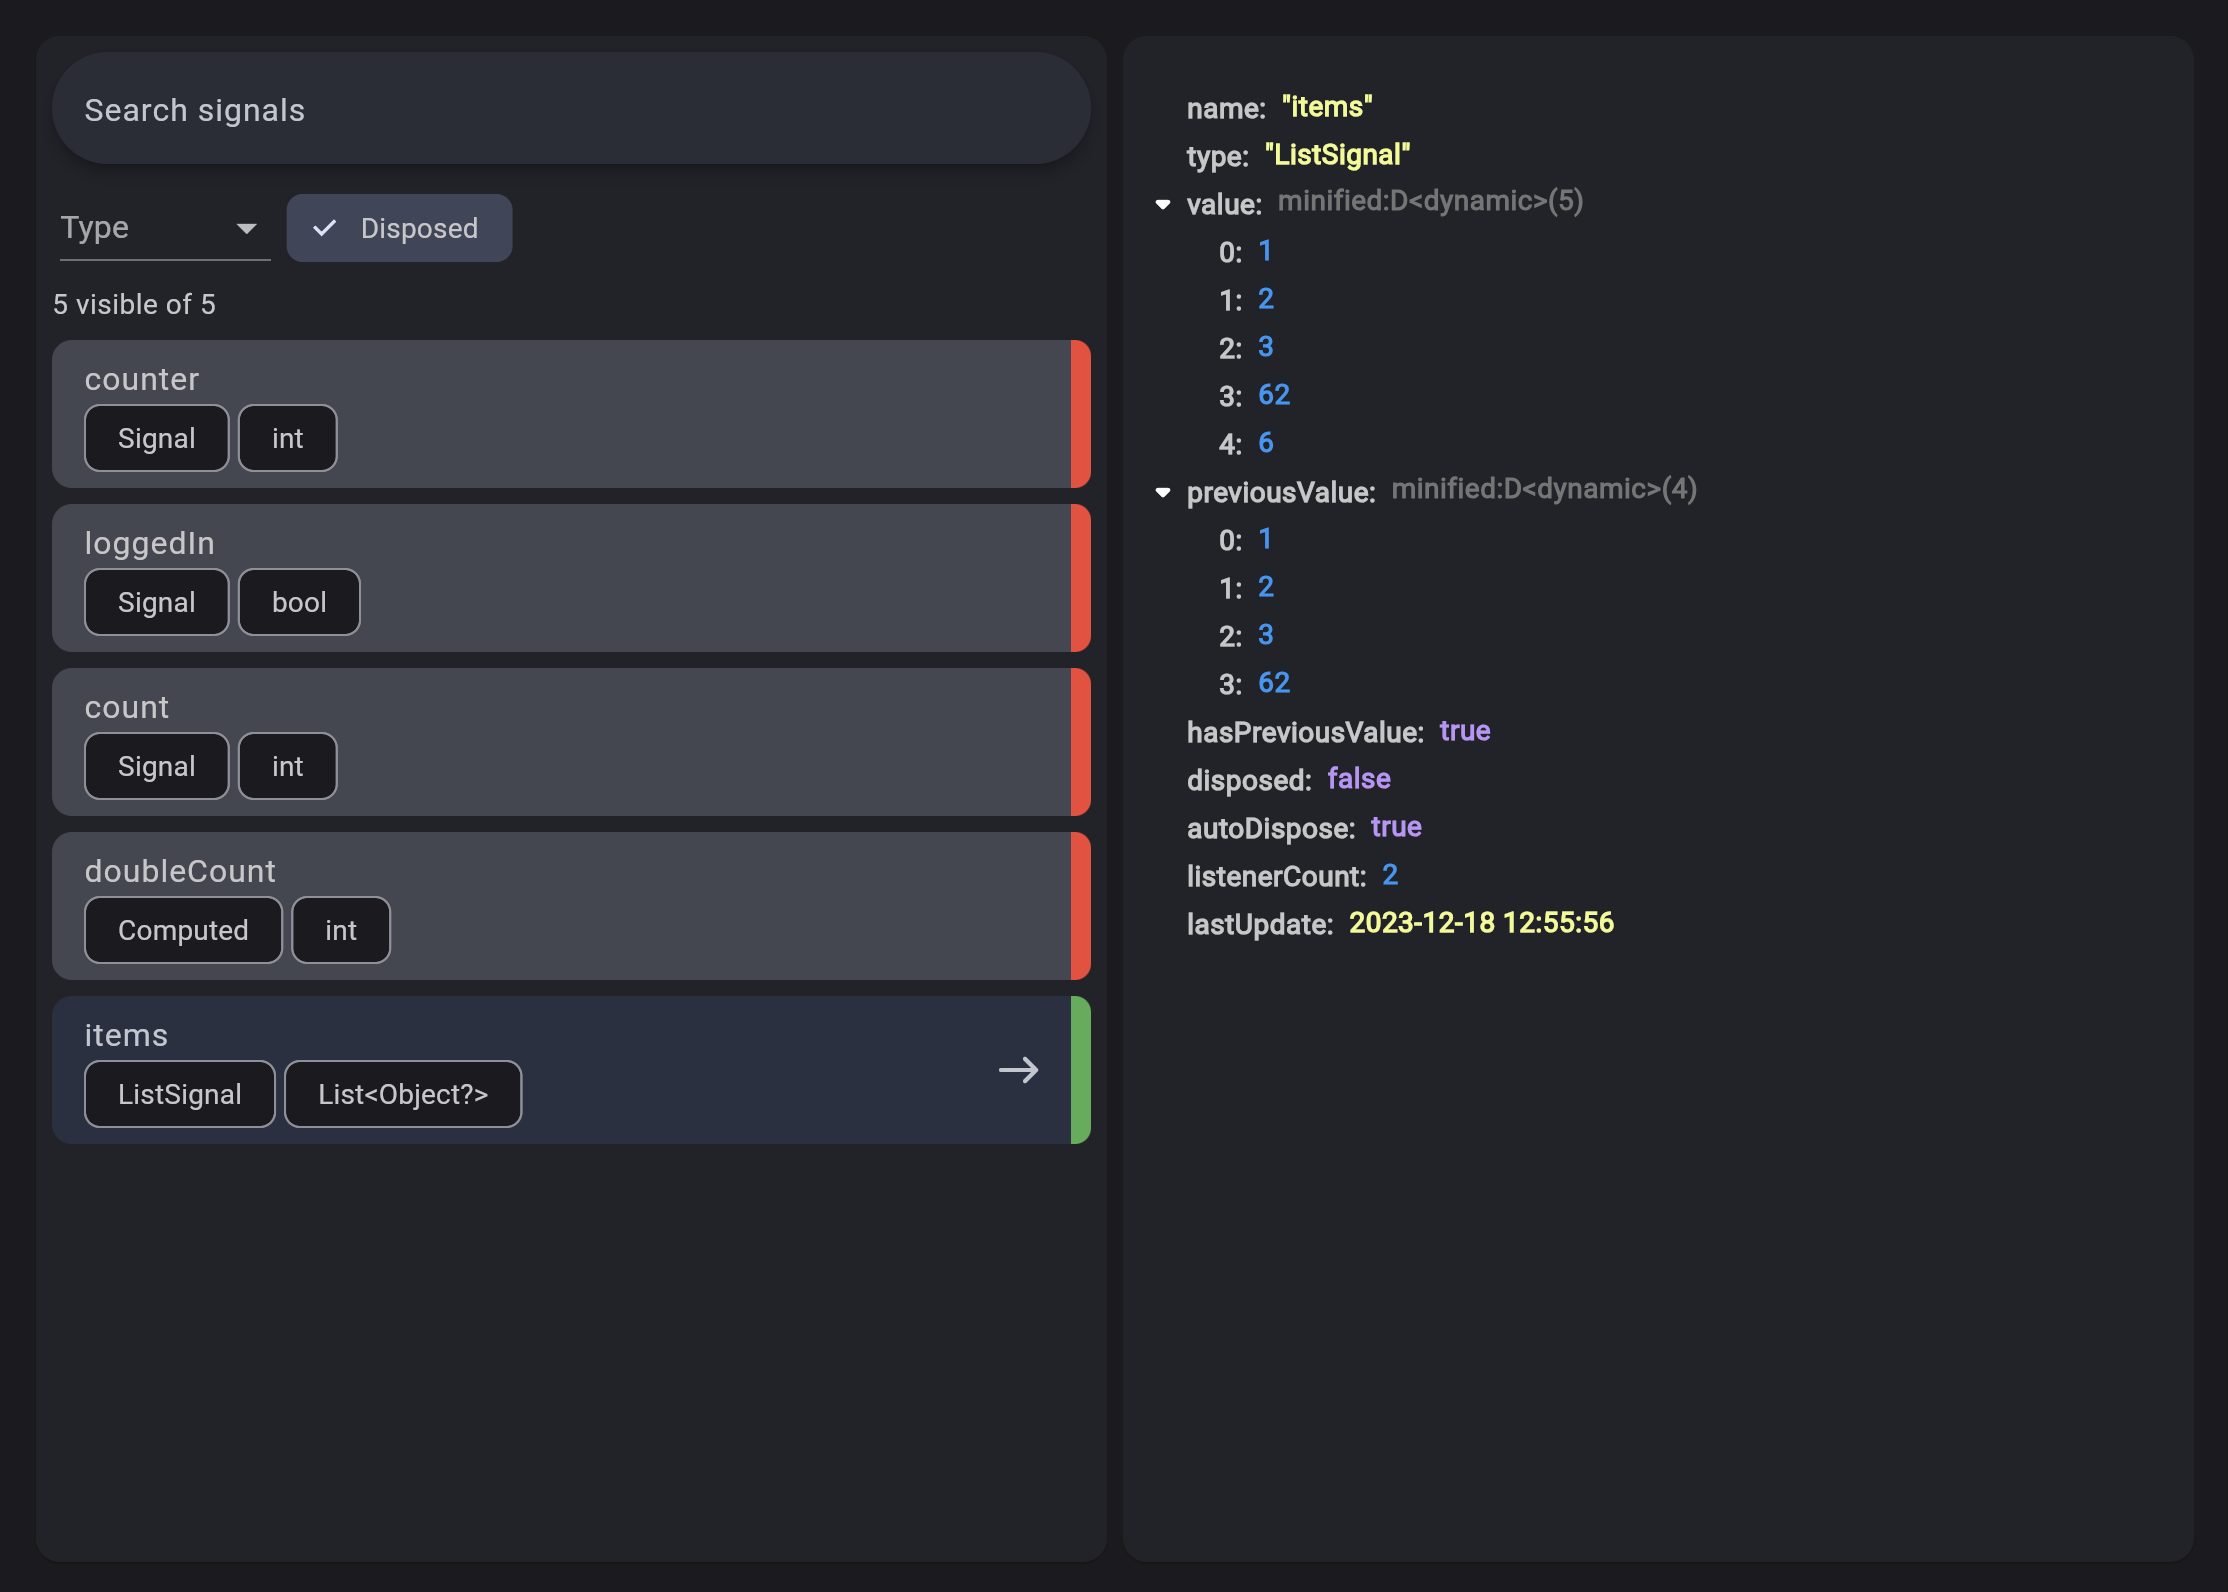 Search signals
Type
Disposed
5 visible of 5
counter
Signal int
loggedIn
Signal bool
count
Signal int
doubleCount
Computed int
items
ListSignal List<Object?>
name: "items"
type: "ListSignal"
value: minified:D<dynamic>(5)
0: 1
1: 2
2: 3
3: 62
4: 6
previousValue: minified:D<dynamic>(4)
0: 1
1: 2
2: 3
3: 62
hasPreviousValue: true
disposed: false
autoDispose: true
listenerCount: 2
lastUpdate: 2023-12-18 12:55:56